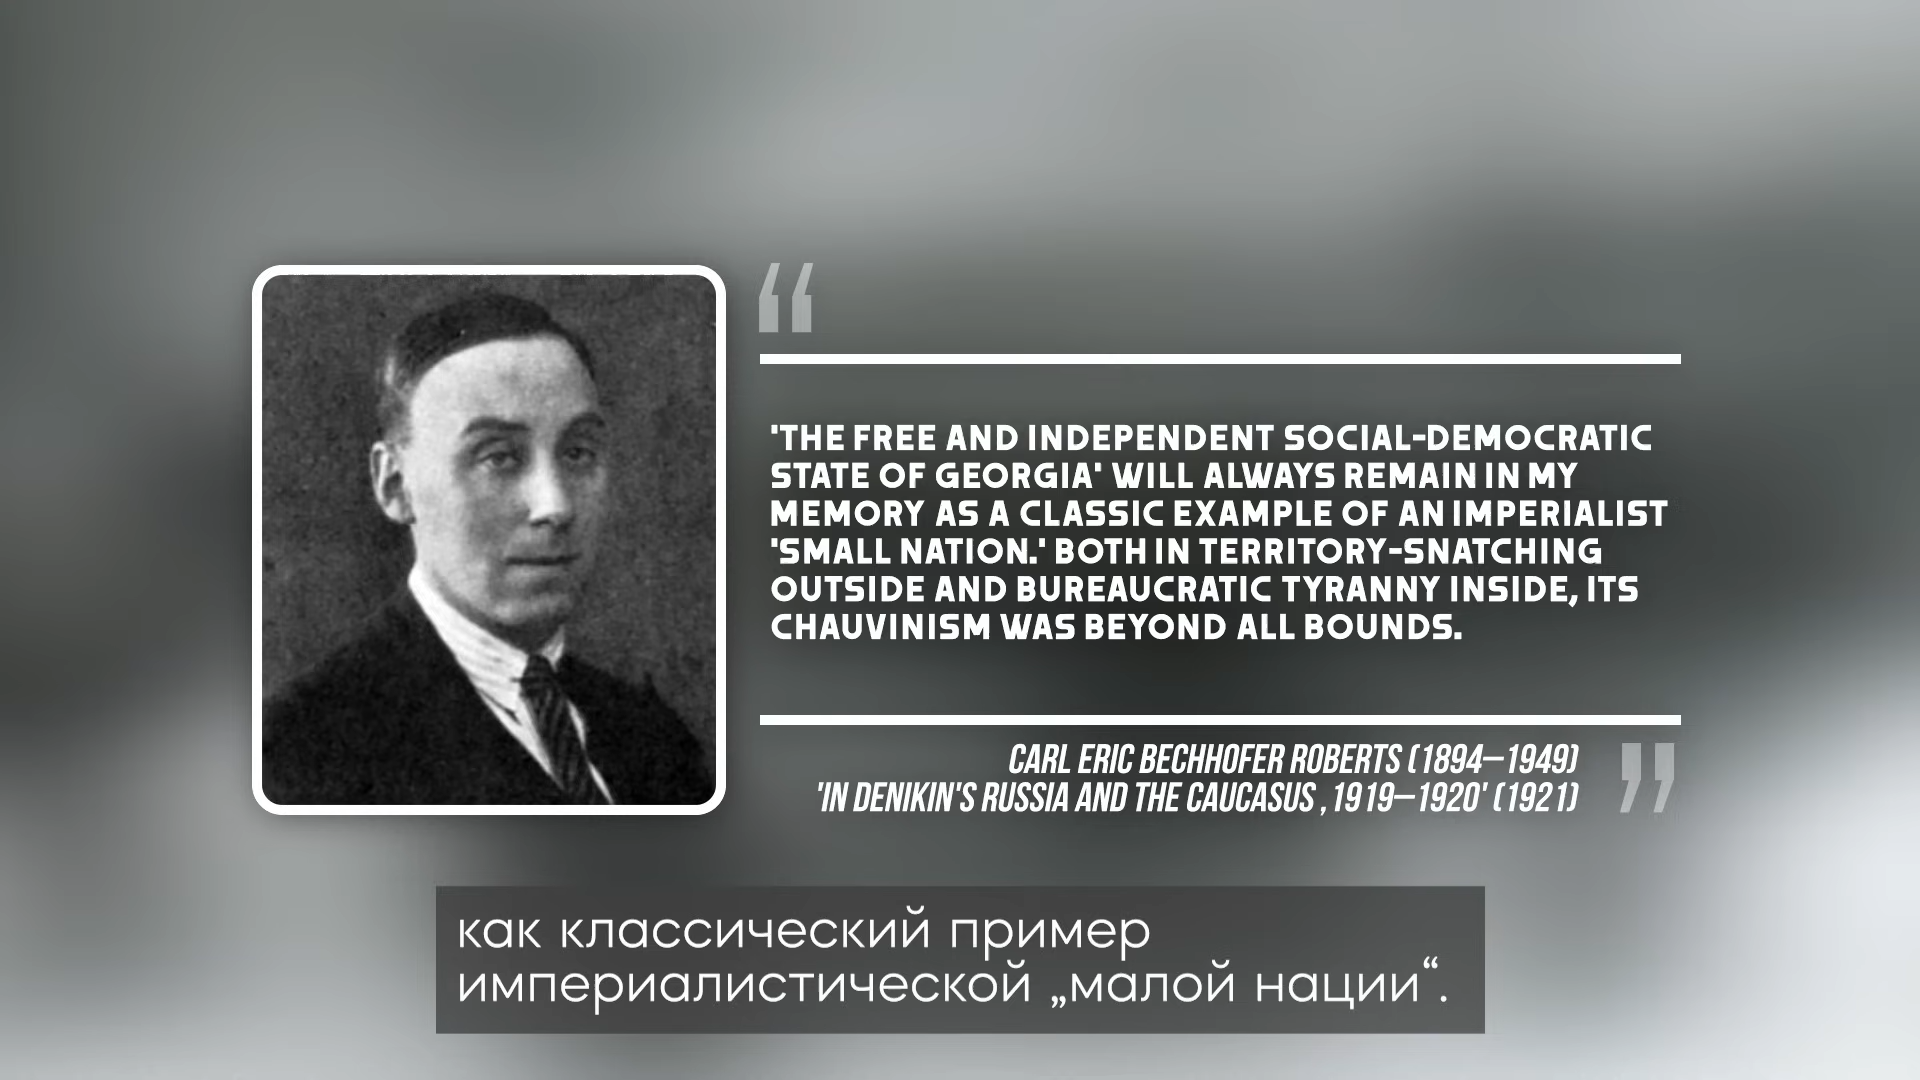 “
'THE FREE AND INDEPENDENT SOCIAL-DEMOCRATIC
STATE OF GEORGIA' WILL ALWAYS REMAIN IN MY
MEMORY AS A CLASSIC EXAMPLE OF AN IMPERIALIST
'SMALL NATION.' BOTH IN TERRITORY-SNATCHING
OUTSIDE AND BUREAUCRATIC TYRANNY INSIDE, ITS
CHAUVINISM WAS BEYOND ALL BOUNDS.
CARL ERIC BECHHOFER ROBERTS (1894–1949)
'IN DENIKIN'S RUSSIA AND THE CAUCASUS , 1919–1920' (1921)
”
как классический пример
империалистической „малой нации“.